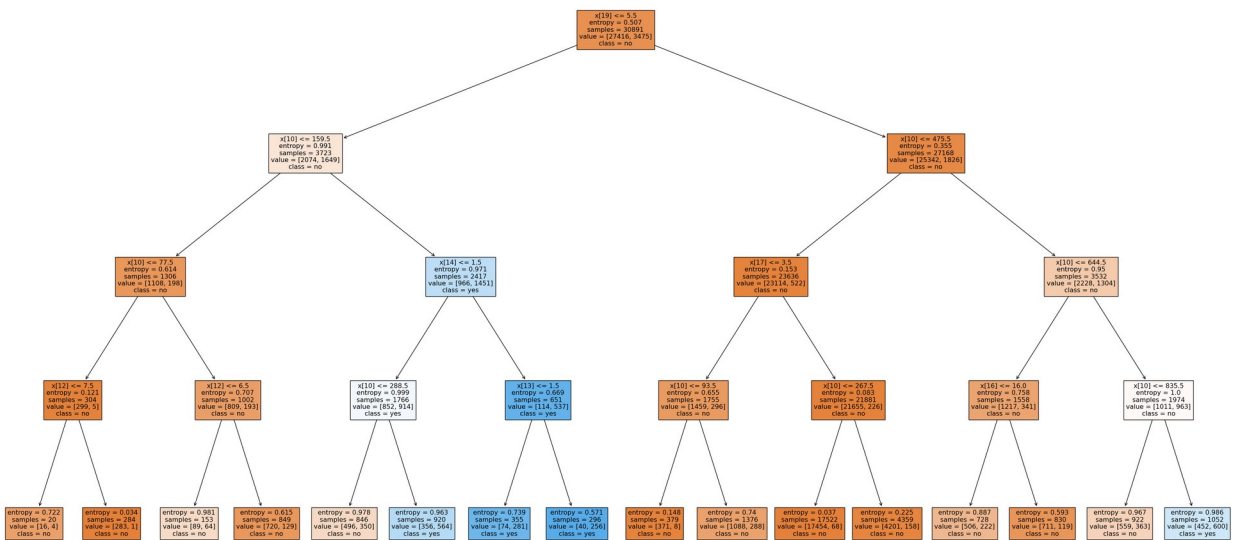 x[19] <= 5.5
entropy = 0.507
samples = 30891
value = [27416, 3475]
class = no
x[10] <= 159.5
entropy = 0.991
samples = 3723
value = [2074, 1649]
class = no
x[10] <= 475.5
entropy = 0.355
samples = 27168
value = [25342, 1826]
class = no
x[10] <= 77.5
entropy = 0.614
samples = 1306
value = [1108, 198]
class = no
x[14] <= 1.5
entropy = 0.971
samples = 2417
value = [966, 1451]
class = yes
x[17] <= 3.5
entropy = 0.153
samples = 23636
value = [23114, 522]
class = no
x[10] <= 644.5
entropy = 0.95
samples = 3532
value = [2228, 1304]
class = no
x[12] <= 7.5
entropy = 0.121
samples = 304
value = [299, 5]
class = no
x[12] <= 6.5
entropy = 0.707
samples = 1002
value = [809, 193]
class = no
x[10] <= 288.5
entropy = 0.999
samples = 1766
value = [852, 914]
class = yes
x[13] <= 1.5
entropy = 0.669
samples = 651
value = [114, 537]
class = yes
x[10] <= 93.5
entropy = 0.655
samples = 1755
value = [1459, 296]
class = no
x[10] <= 267.5
entropy = 0.083
samples = 21881
value = [21655, 226]
class = no
x[16] <= 16.0
entropy = 0.758
samples = 1558
value = [1217, 341]
class = no
x[10] <= 835.5
entropy = 1.0
samples = 1974
value = [1011, 963]
class = no
entropy = 0.722
samples = 20
value = [16, 4]
class = no
entropy = 0.034
samples = 284
value = [283, 1]
class = no
entropy = 0.981
samples = 153
value = [89, 64]
class = no
entropy = 0.615
samples = 849
value = [720, 129]
class = no
entropy = 0.978
samples = 846
value = [496, 350]
class = no
entropy = 0.963
samples = 920
value = [356, 564]
class = yes
entropy = 0.739
samples = 355
value = [74, 281]
class = yes
entropy = 0.571
samples = 296
value = [40, 256]
class = yes
entropy = 0.148
samples = 379
value = [371, 8]
class = no
entropy = 0.74
samples = 1376
value = [1088, 288]
class = no
entropy = 0.037
samples = 17522
value = [17454, 68]
class = no
entropy = 0.225
samples = 4359
value = [4201, 158]
class = no
entropy = 0.887
samples = 728
value = [506, 222]
class = no
entropy = 0.593
samples = 830
value = [711, 119]
class = no
entropy = 0.967
samples = 922
value = [559, 363]
class = no
entropy = 0.986
samples = 1052
value = [452, 600]
class = yes